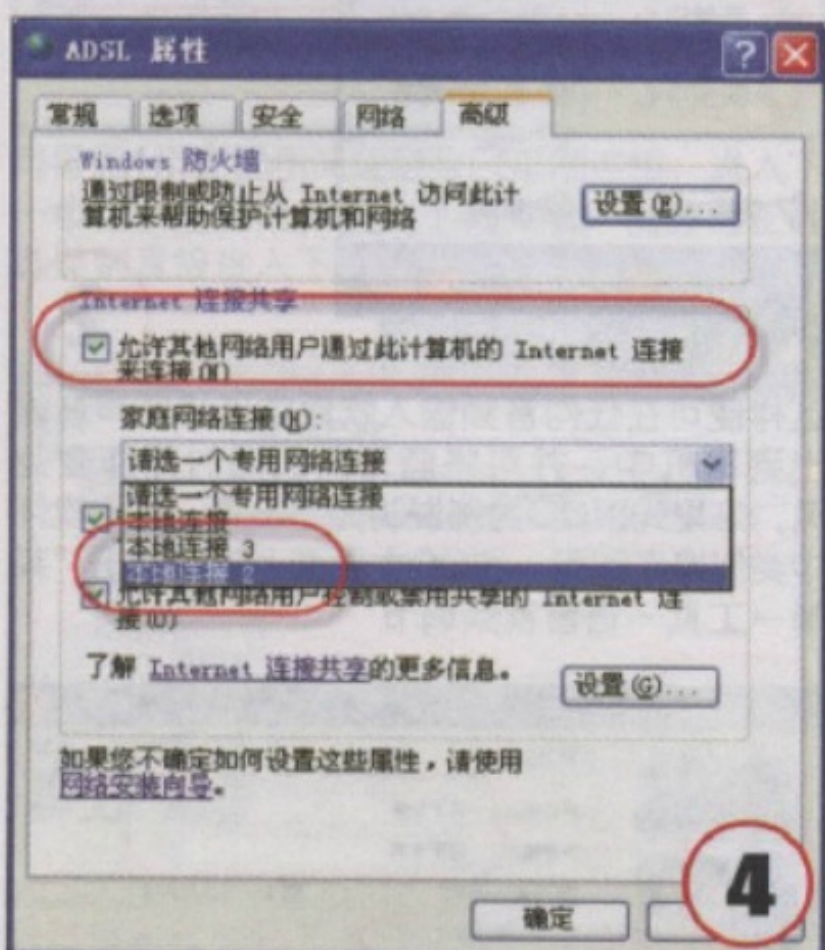 ADSL 属性
常规 选项 安全 网络 高级
Windows 防火墙
通过限制或防止从 Internet 访问此计
算机来帮助保护计算机和网络
设置(E)...
Internet 连接共享
允许其他网络用户通过此计算机的 Internet 连接
来连接(N)
家庭网络连接(H):
请选一个专用网络连接
请选一个专用网络连接
本地连接
本地连接 3
本地连接 2
允许其他网络用户控制或禁用共享的 Internet 连
接(O)
了解 Internet 连接共享的更多信息。
设置(G)...
如果您不确定如何设置这些属性，请使用
网络安装向导。
确定
4